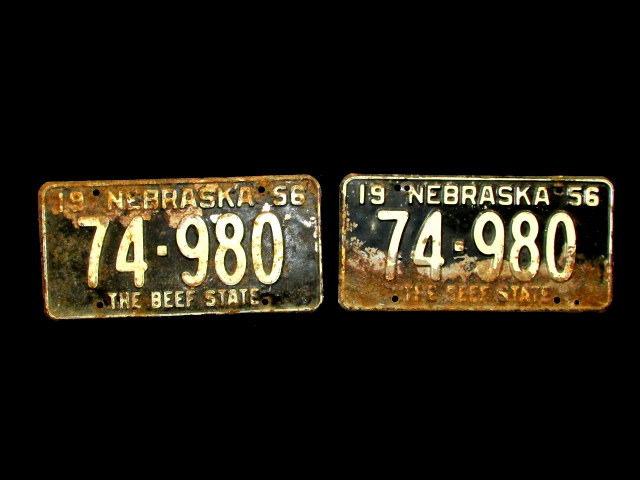 19 NEBRASKA 56
74-980
THE BEEF STATE
19 NEBRASKA 56
74-980
THE BEEF STATE